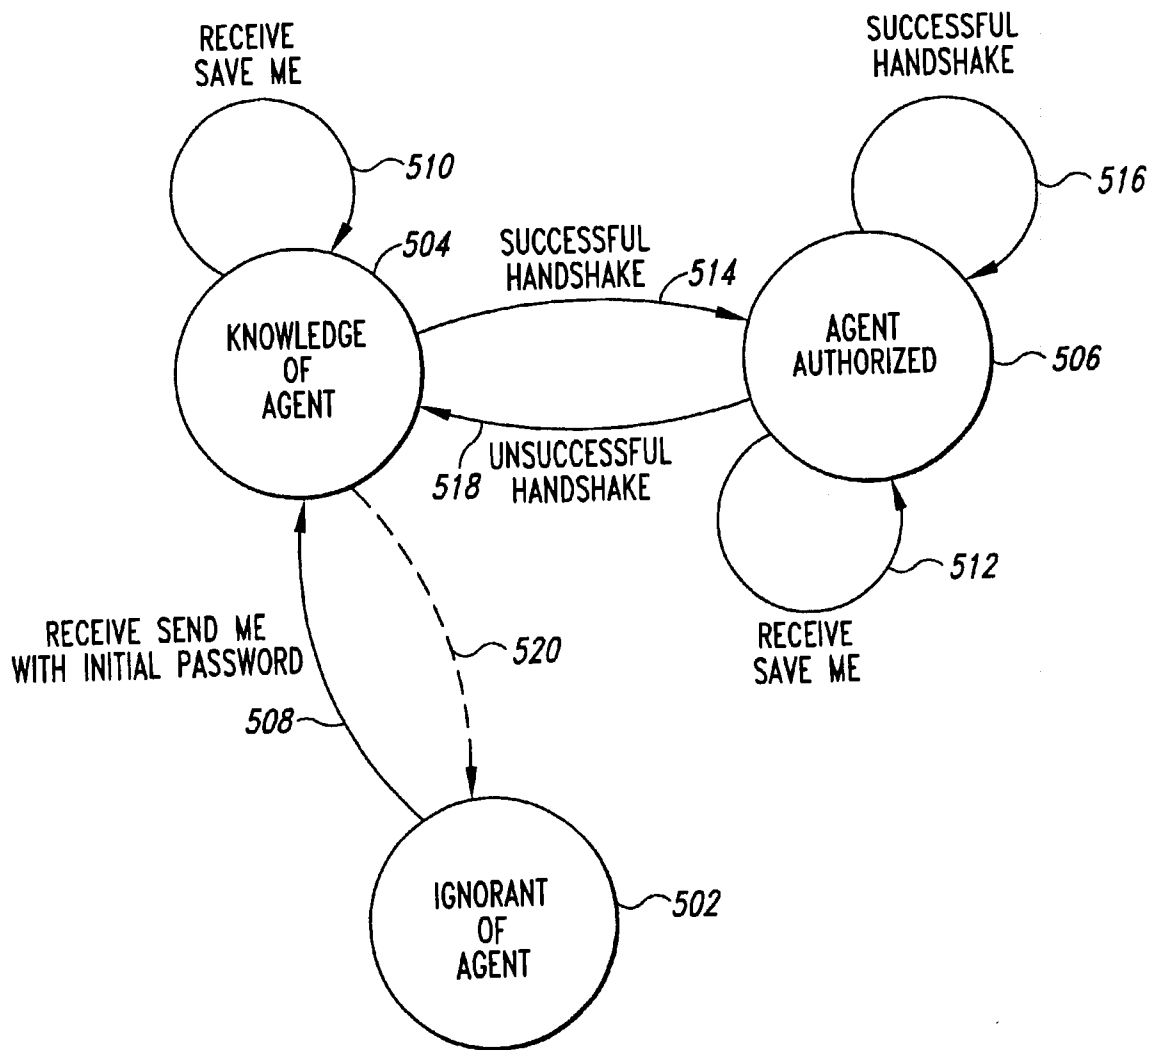 RECEIVE
SAVE ME
510
504
SUCCESSFUL
HANDSHAKE
516
SUCCESSFUL
HANDSHAKE
514
KNOWLEDGE
OF
AGENT
AGENT
AUTHORIZED
506
518
UNSUCCESSFUL
HANDSHAKE
512
RECEIVE
SAVE ME
RECEIVE SEND ME
WITH INITIAL PASSWORD
508
520
IGNORANT
OF
AGENT
502